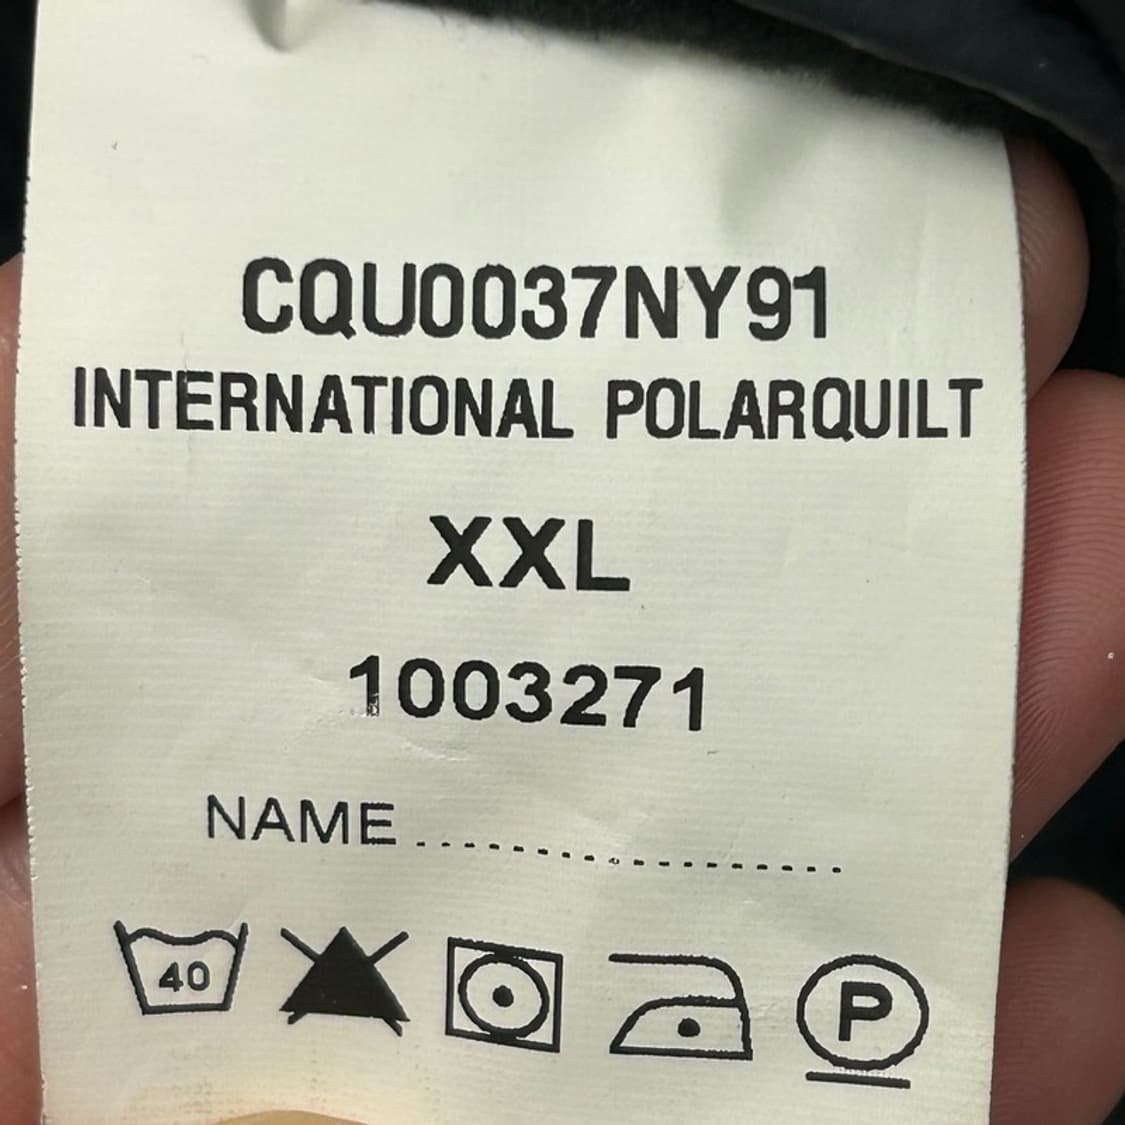 CQU0037NY91
INTERNATIONAL POLARQUILT
XXL
1003271
NAME....................
40
P